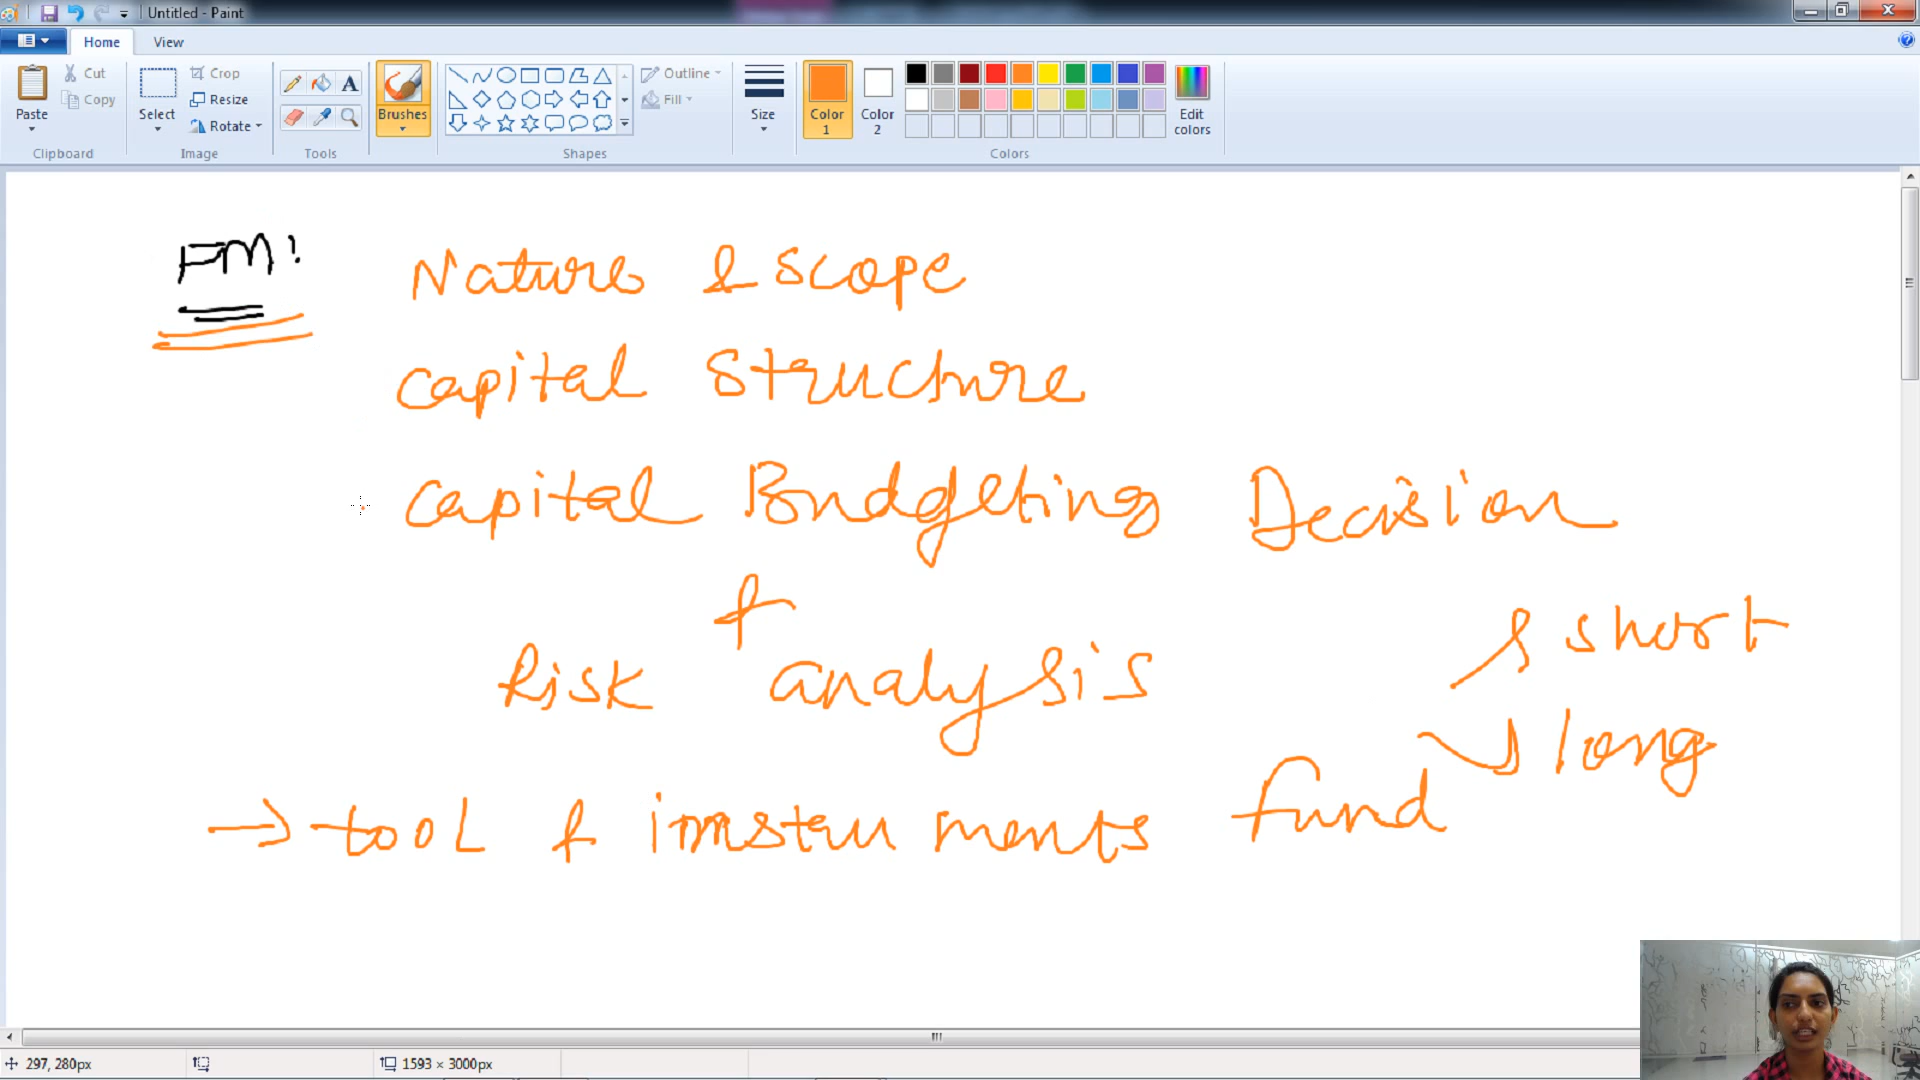 Untitled - Paint
Home View
Paste
Cut
Copy
Clipboard
Select
Crop
Resize
Rotate
Image
A
Tools
Brushes
Shapes
Outline
Fill
Size
Color 1
Color 2
Edit colors
Colors
FM:
Nature & Scope
Capital Structure
Capital Budgeting Decision
&
Risk analysis
short
long
→ tool & instruments fund
297, 280px
1593 × 3000px